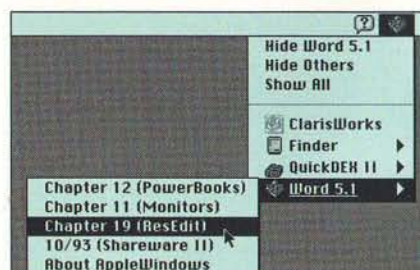 Hide Word 5.1
Hide Others
Show All
ClarisWorks
Finder
QuickDEX II
Word 5.1
Chapter 12 (PowerBooks)
Chapter 11 (Monitors)
Chapter 19 (ResEdit)
10/93 (Shareware II)
About AppleWindows